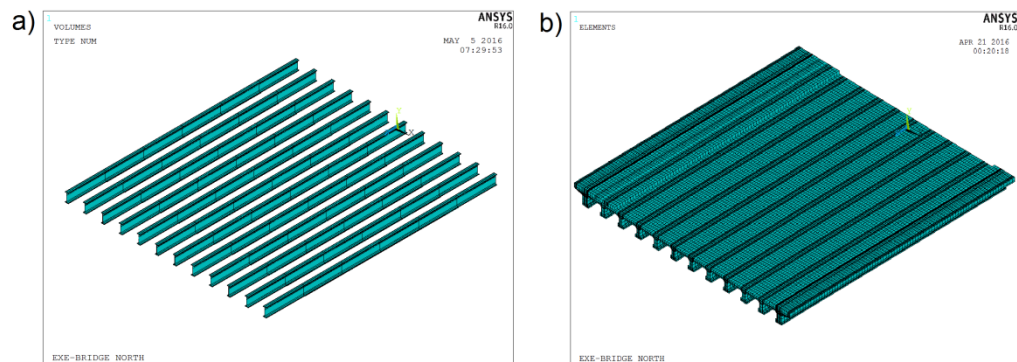 a)
1
VOLUMES
TYPE NUM
ANSYS
R16.0
MAY 5 2016
07:29:53
Y
X
EXE-BRIDGE NORTH
b)
1
ELEMENTS
ANSYS
R16.0
APR 21 2016
00:20:18
Y
EXE-BRIDGE NORTH